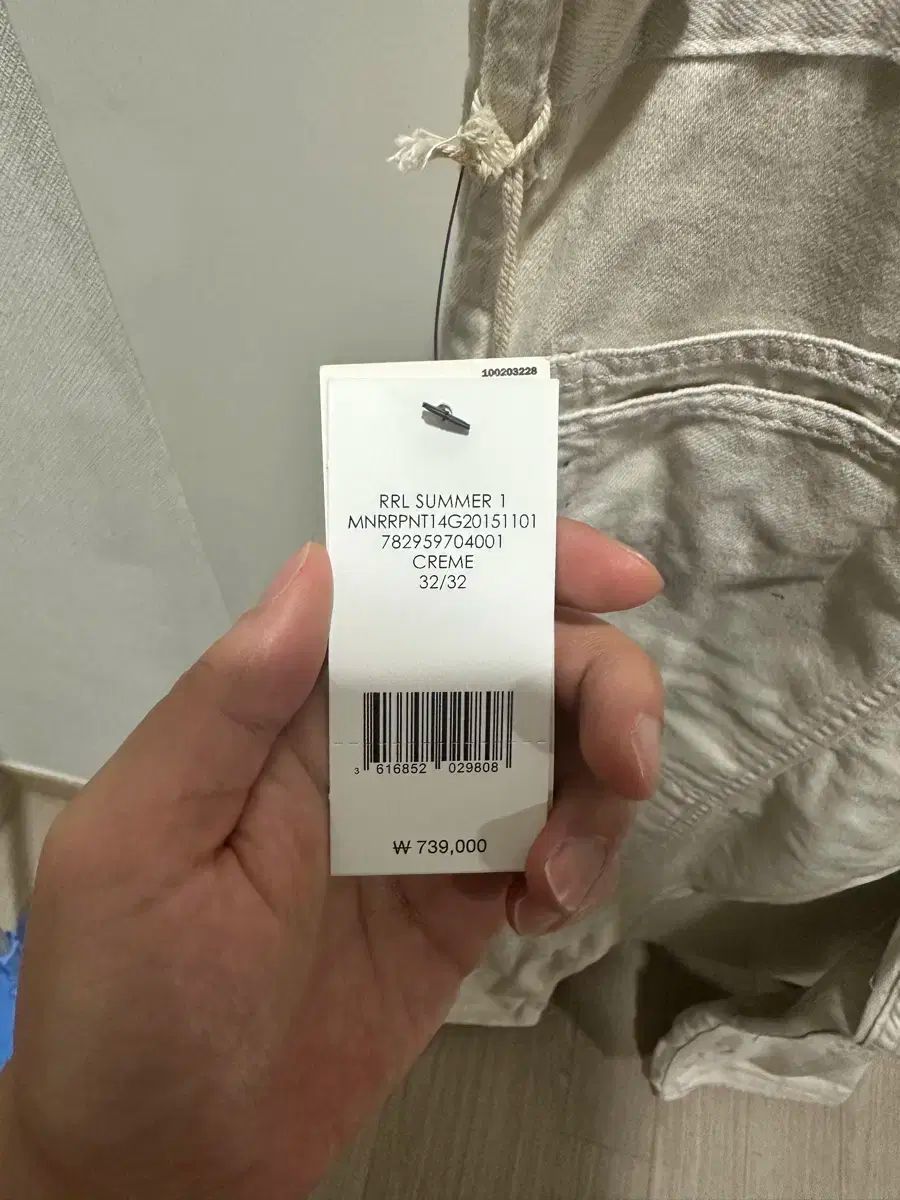 100203228
RRL SUMMER 1
MNRRPNT14G20151101
782959704001
CREME
32/32
3 616852 029808
₩ 739,000